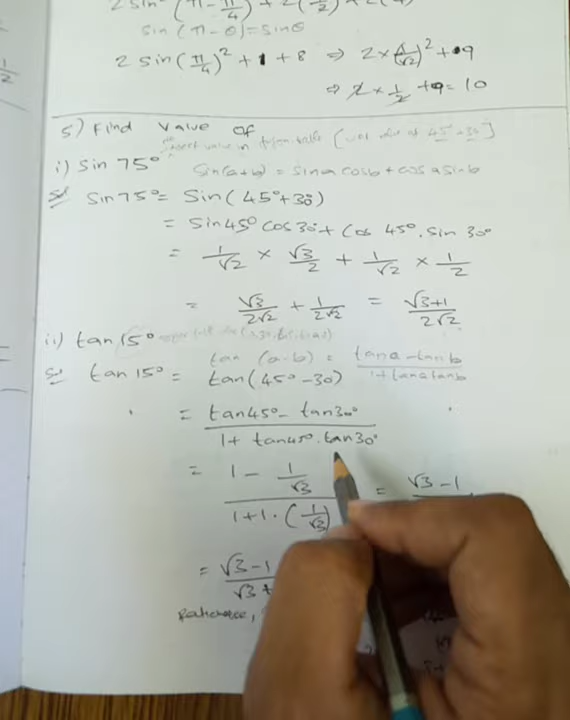 sin (π - θ) = sinθ
2 sin (π/4)² + 1 + 8 ⇒ 2 × (1/√2)² + 9
⇒ 2 × 1/2 + 9 = 10
5) Find value of
i) sin 75° Sin(a+b) = sina cosb + cosa sinb
Sol Sin 75° = Sin (45°+30°)
= Sin45° Cos 30° + Cos 45°. sin 30°
= 1/√2 × √3/2 + 1/√2 × 1/2
= √3/2√2 + 1/2√2 = √3+1/2√2
ii) tan 15°
tan (a-b) = tana - tanb/1+tana tanb
Sol tan 15° = tan (45° - 30)
= tan45° - tan30°/1 + tan45°. tan30°
= 1 - 1/√3/1+1.(1/√3) = √3 - 1
= √3 - 1/√3 +